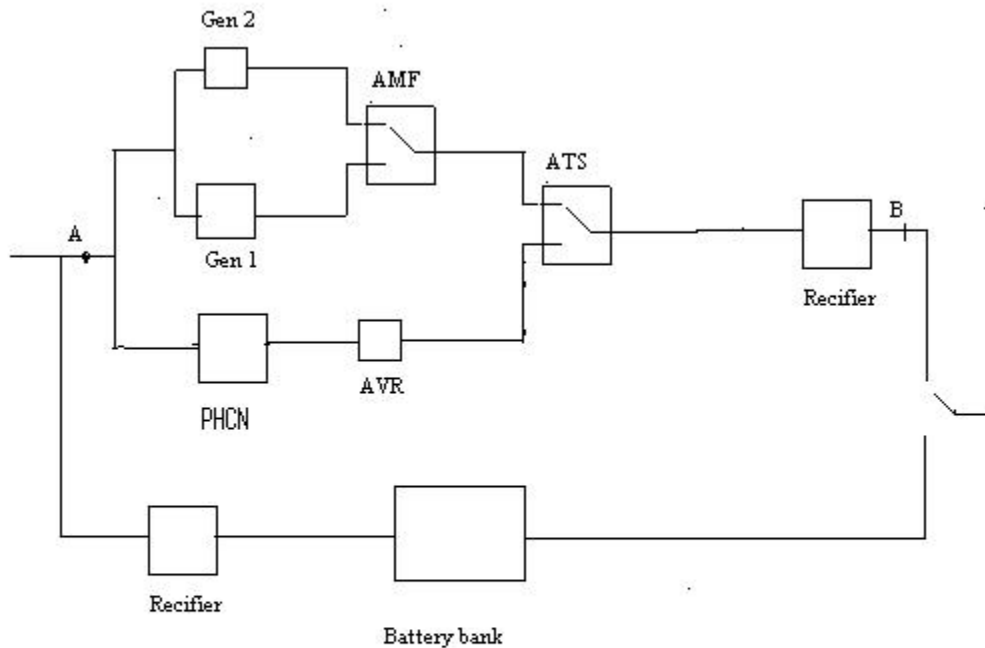 Gen 2
AMF
ATS
A
B
Gen 1
Recifier
AVR
PHCN
Recifier
Battery bank